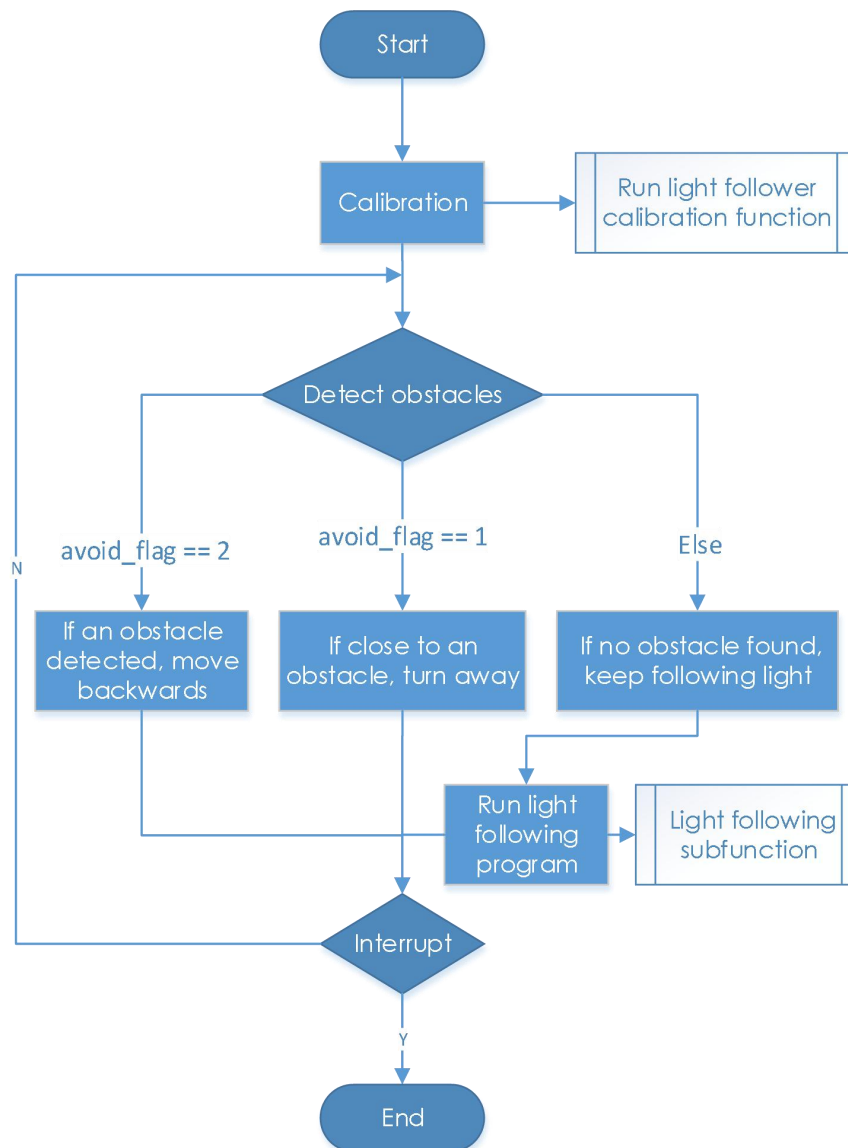 Start
Calibration
Run light follower
calibration function
Detect obstacles
avoid_flag == 2
avoid_flag == 1
Else
N
If an obstacle
detected, move
backwards
If close to an
obstacle, turn away
If no obstacle found,
keep following light
Run light
following
program
Light following
subfunction
Interrupt
Y
End